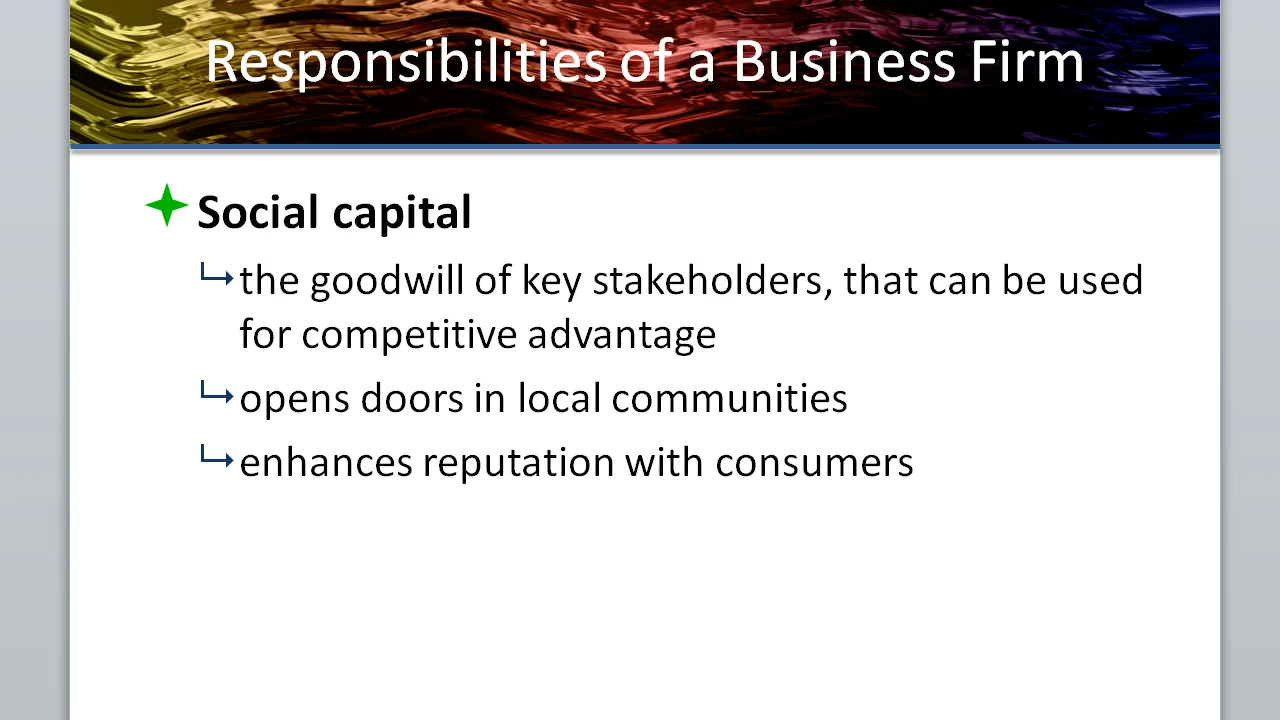 Responsibilities of a Business Firm
Social capital
the goodwill of key stakeholders, that can be used
for competitive advantage
opens doors in local communities
enhances reputation with consumers